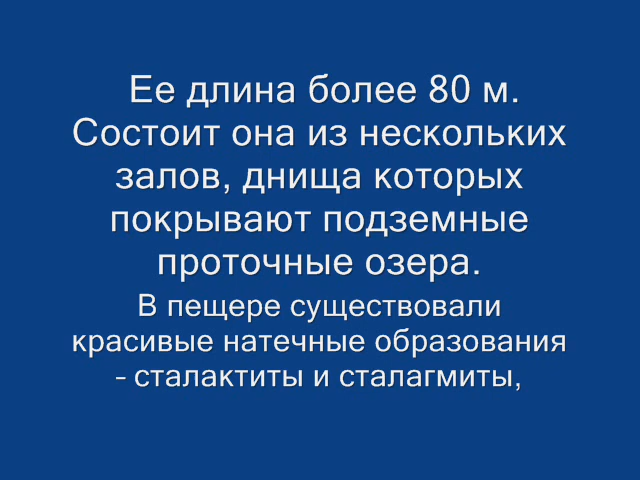 Ее длина более 80 м.
Состоит она из нескольких
залов, днища которых
покрывают подземные
проточные озера.
В пещере существовали
красивые натечные образования
– сталактиты и сталагмиты,